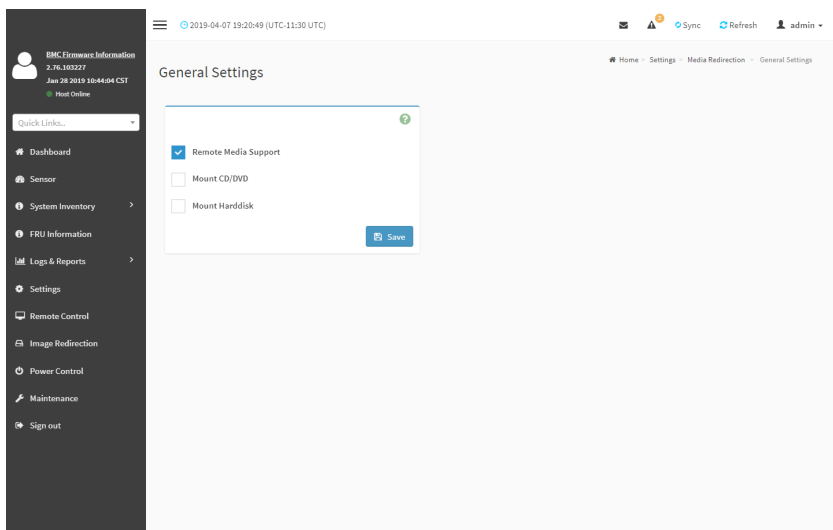 2019-04-07 19:20:49 (UTC-11:30 UTC)
2
Sync
Refresh
admin
BMC Firmware Information
2.76.103227
Jan 28 2019 10:44:04 CST
Host Online
Quick Links..
Dashboard
Sensor
System Inventory
FRU Information
Logs & Reports
Settings
Remote Control
Image Redirection
Power Control
Maintenance
Sign out
General Settings
Home > Settings > Media Redirection > General Settings
Remote Media Support
Mount CD/DVD
Mount Harddisk
Save